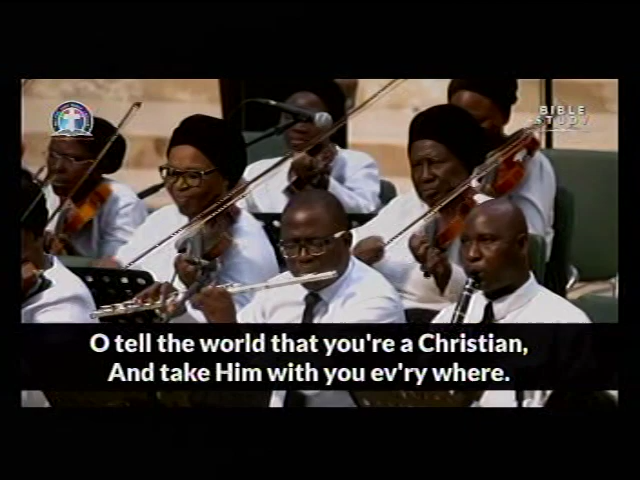 BIBLE
STUDY
O tell the world that you're a Christian,
And take Him with you ev'ry where.